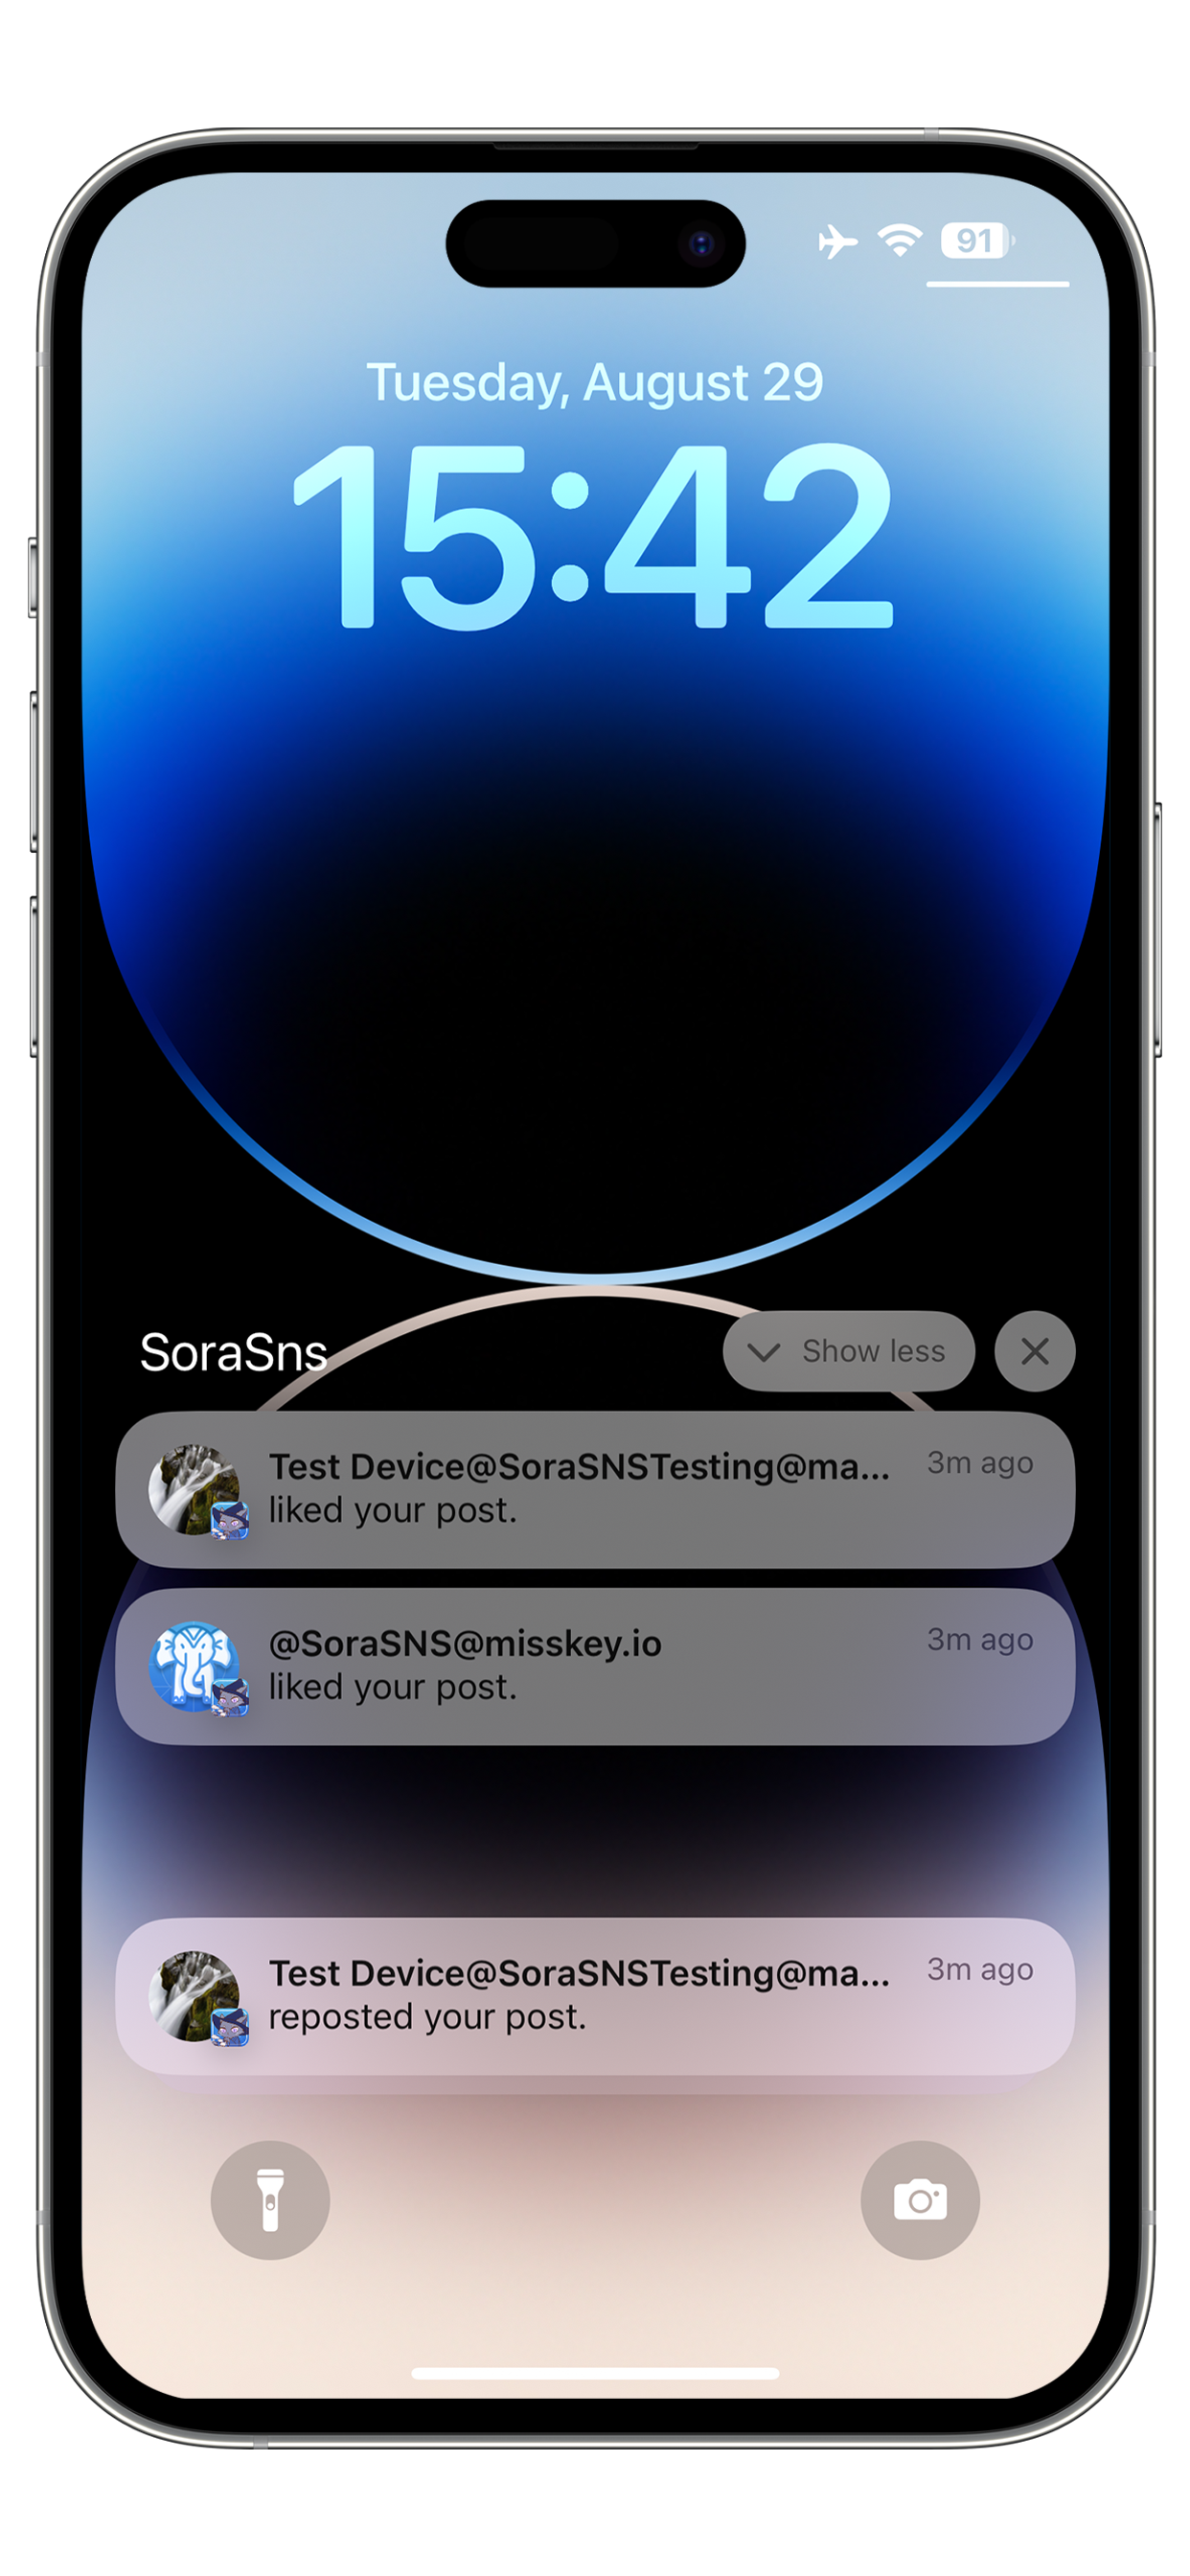 91
Tuesday, August 29
15:42
SoraSns
Show less
Test Device@SoraSNSTesting@ma...
3m ago
liked your post.
@SoraSNS@misskey.io
3m ago
liked your post.
Test Device@SoraSNSTesting@ma...
3m ago
reposted your post.